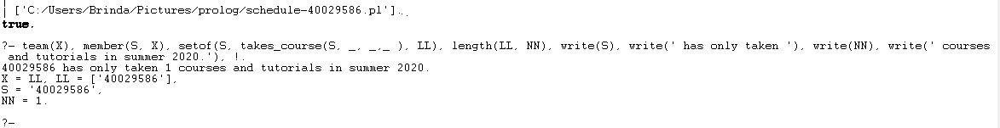 | ['C:/Users/Brinda/Pictures/prolog/schedule-40029586.pl'].
true.
?- team(X), member(S, X), setof(S, takes_course(S, _, _,_ ), LL), length(LL, NN), write(S), write(' has only taken '), write(NN), write(' courses
 and tutorials in summer 2020.'), !.
40029586 has only taken 1 courses and tutorials in summer 2020.
X = LL, LL = ['40029586'],
S = '40029586',
NN = 1.
?-